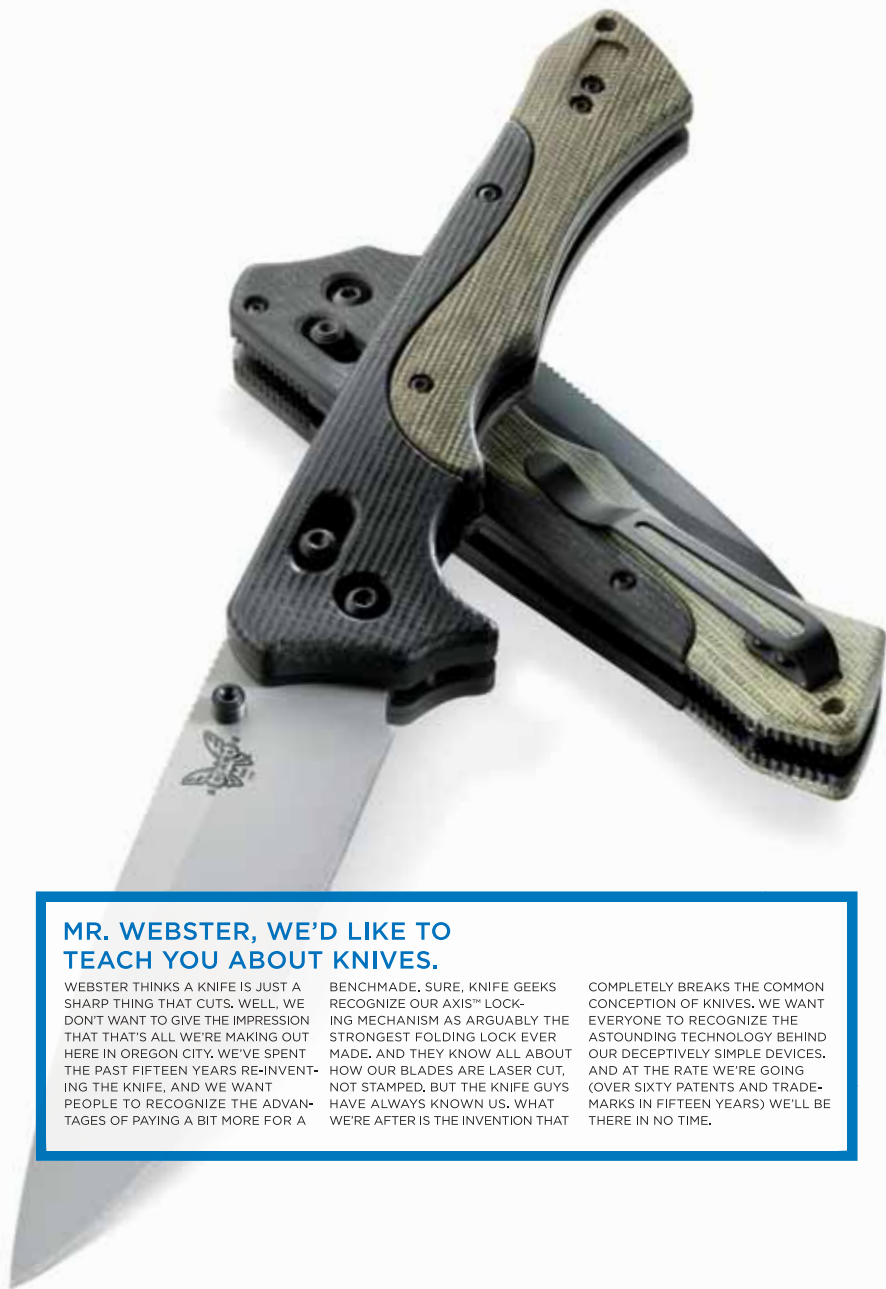 MR. WEBSTER, WE'D LIKE TO
TEACH YOU ABOUT KNIVES.
WEBSTER THINKS A KNIFE IS JUST A
SHARP THING THAT CUTS. WELL, WE
DON'T WANT TO GIVE THE IMPRESSION
THAT THAT'S ALL WE'RE MAKING OUT
HERE IN OREGON CITY. WE'VE SPENT
THE PAST FIFTEEN YEARS RE-INVENT-
ING THE KNIFE, AND WE WANT
PEOPLE TO RECOGNIZE THE ADVAN-
TAGES OF PAYING A BIT MORE FOR A
BENCHMADE. SURE, KNIFE GEEKS
RECOGNIZE OUR AXIS™ LOCK-
ING MECHANISM AS ARGUABLY THE
STRONGEST FOLDING LOCK EVER
MADE. AND THEY KNOW ALL ABOUT
HOW OUR BLADES ARE LASER CUT,
NOT STAMPED. BUT THE KNIFE GUYS
HAVE ALWAYS KNOWN US. WHAT
WE'RE AFTER IS THE INVENTION THAT
COMPLETELY BREAKS THE COMMON
CONCEPTION OF KNIVES. WE WANT
EVERYONE TO RECOGNIZE THE
ASTOUNDING TECHNOLOGY BEHIND
OUR DECEPTIVELY SIMPLE DEVICES.
AND AT THE RATE WE'RE GOING
(OVER SIXTY PATENTS AND TRADE-
MARKS IN FIFTEEN YEARS) WE'LL BE
THERE IN NO TIME.